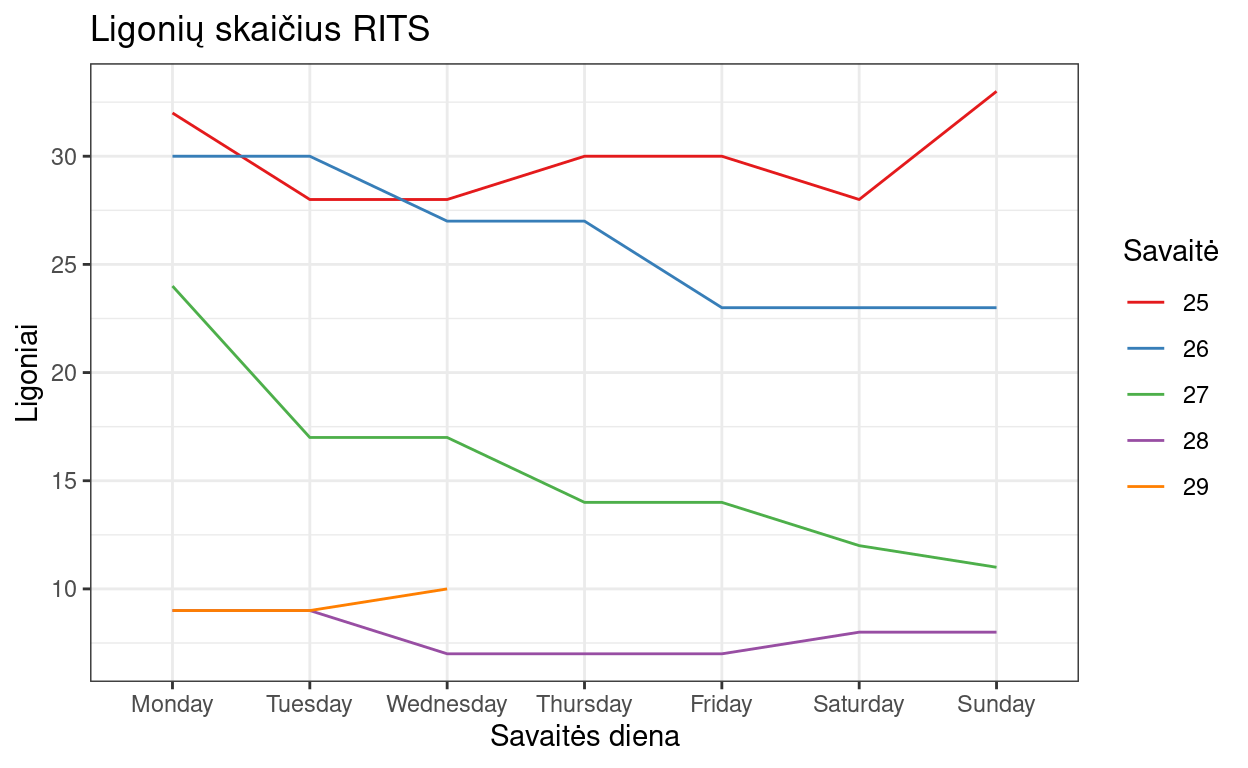 Ligonių skaičius RITS
Ligoniai
30
25
20
15
10
Monday Tuesday Wednesday Thursday Friday Saturday Sunday
Savaitės diena
Savaitė
25
26
27
28
29